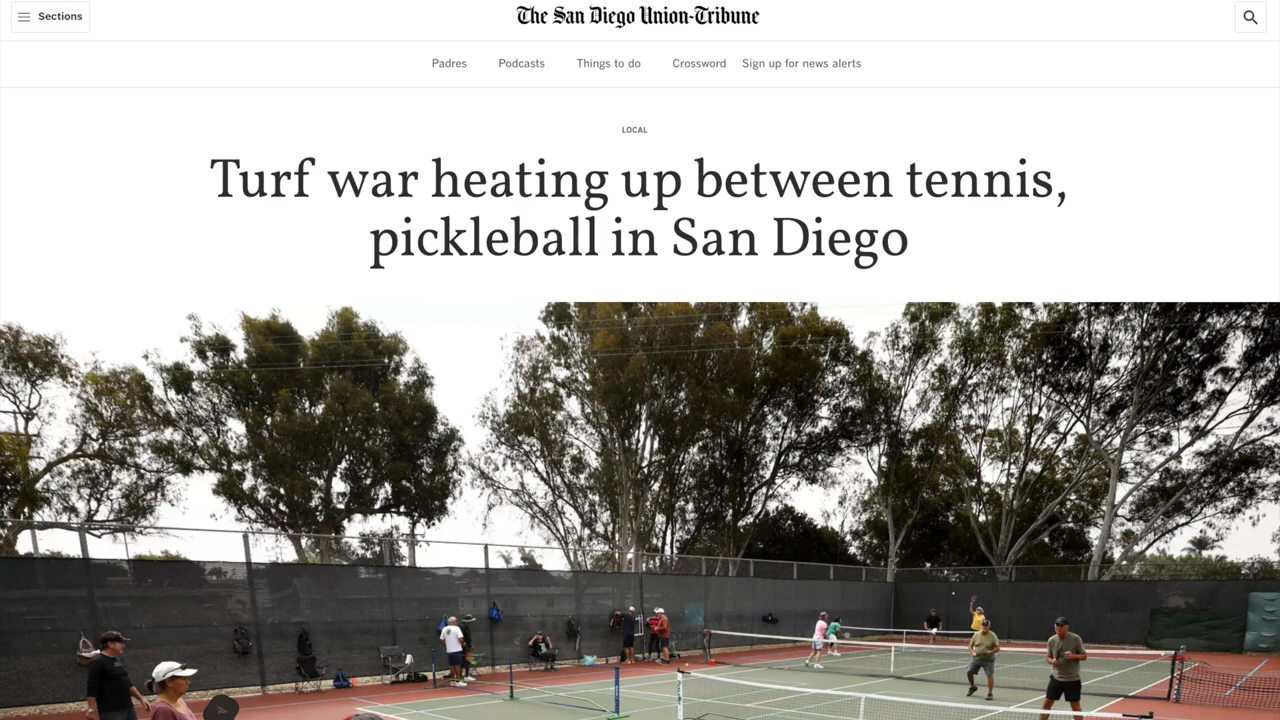 Sections
The San Diego Union-Tribune
Padres
Podcasts
Things to do
Crossword
Sign up for news alerts
LOCAL
Turf war heating up between tennis,
pickleball in San Diego